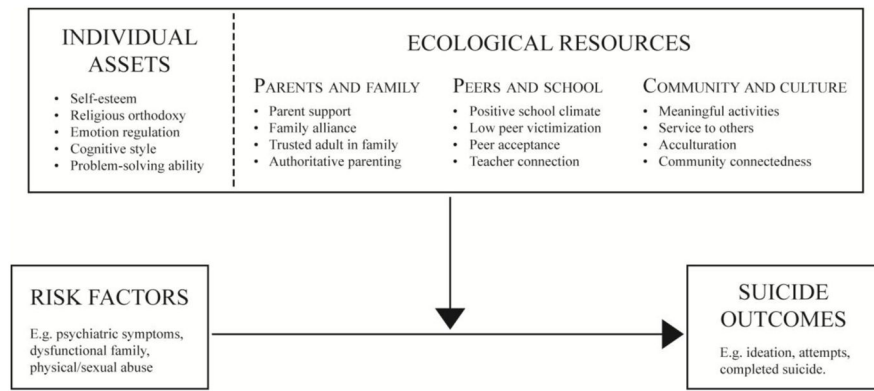 INDIVIDUAL
ASSETS
• Self-esteem
• Religious orthodoxy
• Emotion regulation
• Cognitive style
• Problem-solving ability
ECOLOGICAL RESOURCES
PARENTS AND FAMILY
• Parent support
• Family alliance
• Trusted adult in family
• Authoritative parenting
PEERS AND SCHOOL
• Positive school climate
• Low peer victimization
• Peer acceptance
• Teacher connection
COMMUNITY AND CULTURE
• Meaningful activities
• Service to others
• Acculturation
• Community connectedness
RISK FACTORS
E.g. psychiatric symptoms,
dysfunctional family,
physical/sexual abuse
SUICIDE
OUTCOMES
E.g. ideation, attempts,
completed suicide.